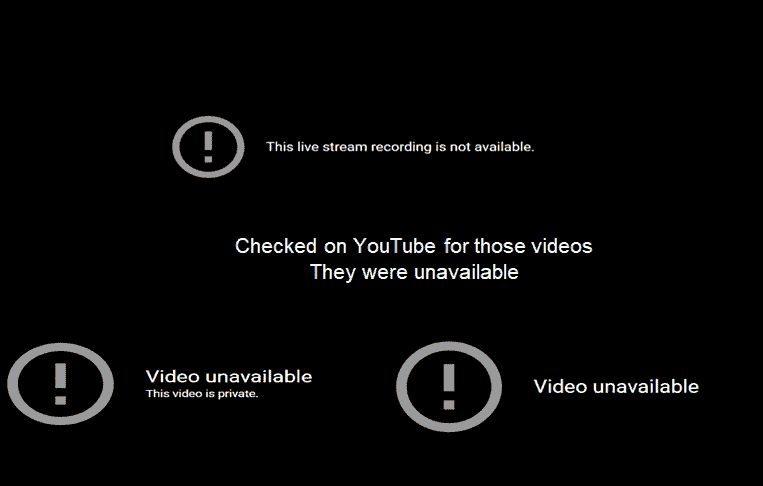 This live stream recording is not available.
Checked on YouTube for those videos
They were unavailable
Video unavailable
This video is private.
Video unavailable